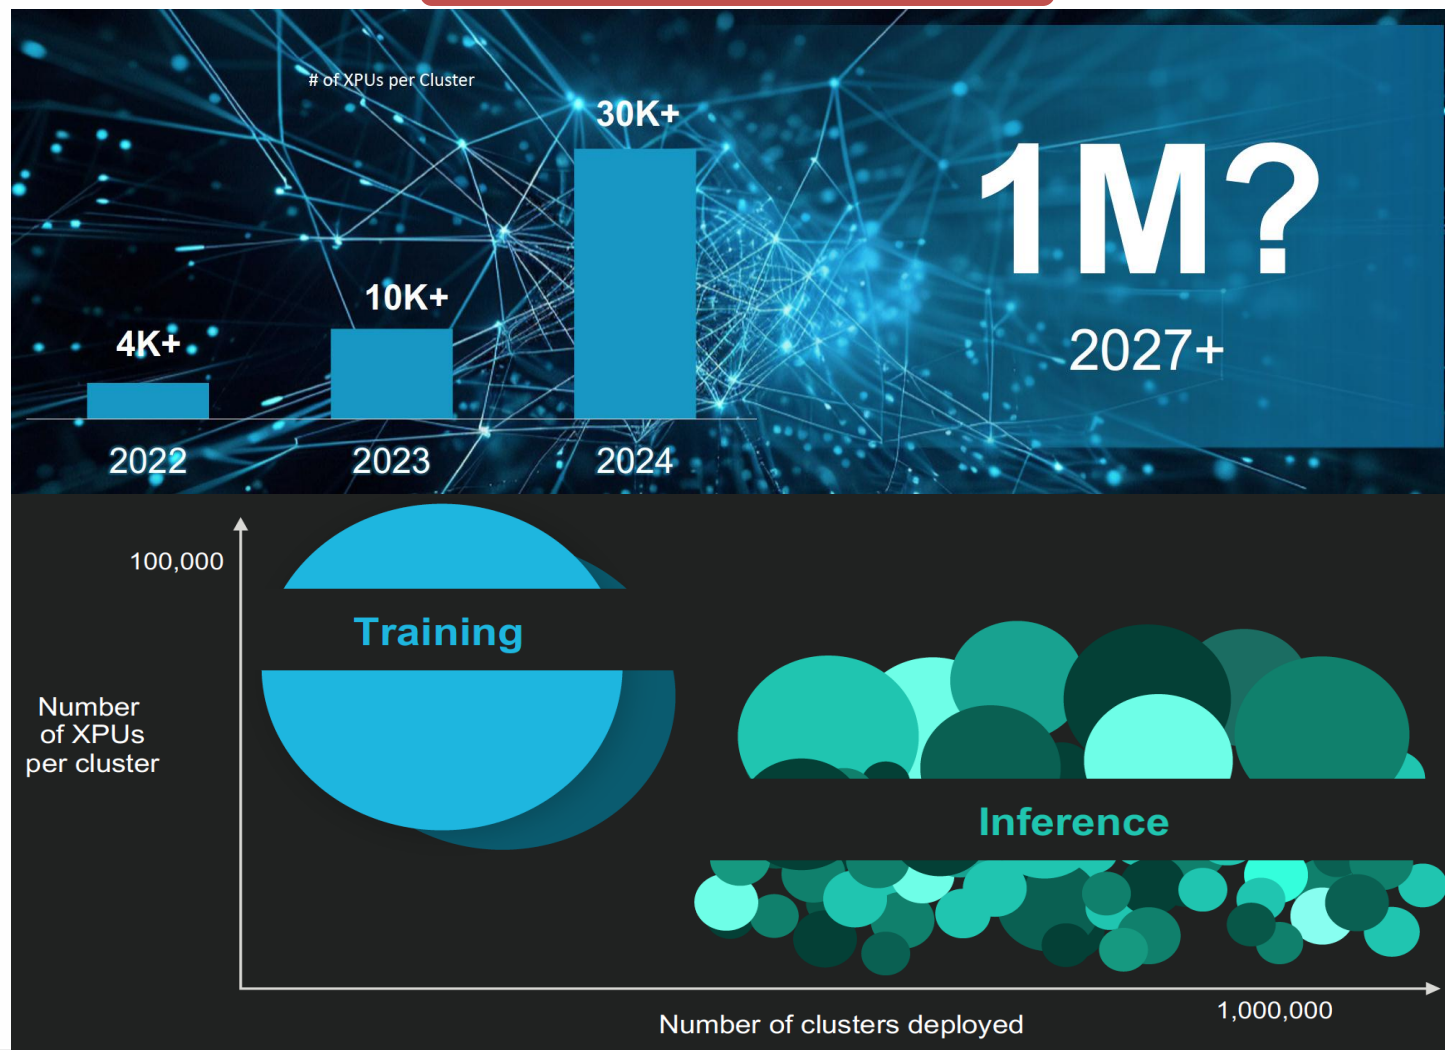 # of XPUs per Cluster
30K+
10K+
4K+
2022
2023
2024
1M?
2027+
100,000
Training
Number
of XPUs
per cluster
Inference
1,000,000
Number of clusters deployed